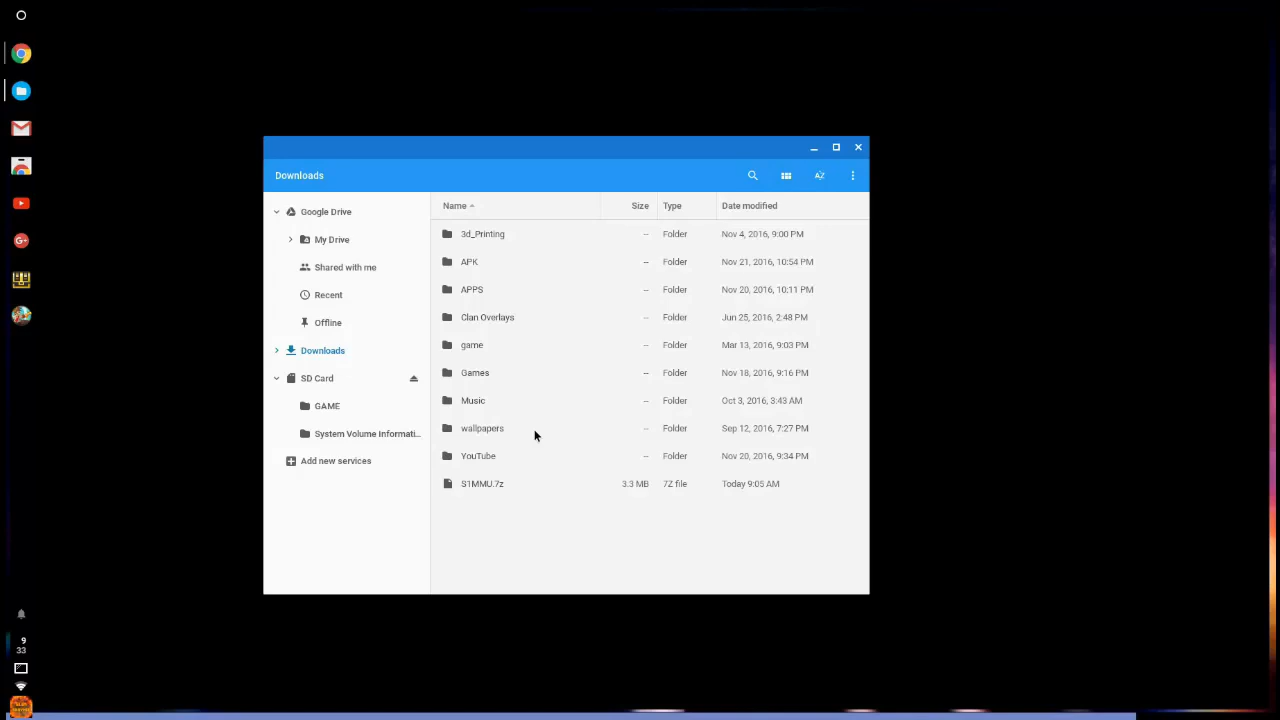 Downloads
Name Size Type Date modified
Google Drive
My Drive
Shared with me
Recent
Offline
Downloads
SD Card
GAME
System Volume Informati...
Add new services
3d_Printing -- Folder Nov 4, 2016, 9:00 PM
APK -- Folder Nov 21, 2016, 10:54 PM
APPS -- Folder Nov 20, 2016, 10:11 PM
Clan Overlays -- Folder Jun 25, 2016, 2:48 PM
game -- Folder Mar 13, 2016, 9:03 PM
Games -- Folder Nov 18, 2016, 9:16 PM
Music -- Folder Oct 3, 2016, 3:43 AM
wallpapers -- Folder Sep 12, 2016, 7:27 PM
YouTube -- Folder Nov 20, 2016, 9:34 PM
S1MMU.7z 3.3 MB 7Z file Today 9:05 AM
9
33